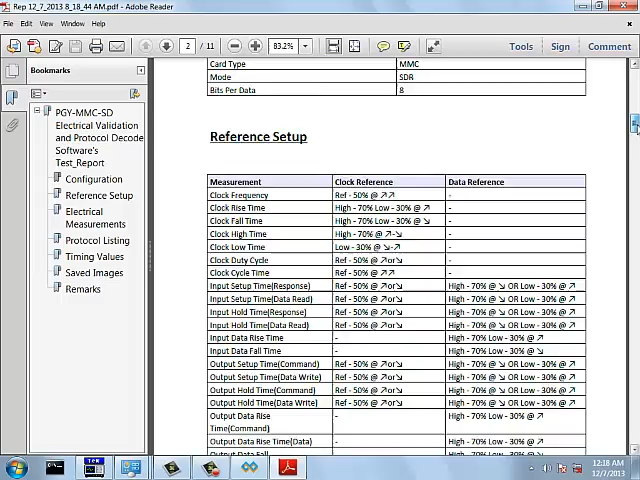 Rep 12_7_2013 8_18_44 AM.pdf - Adobe Reader
File Edit View Window Help
2 / 11 83.2% Tools Sign Comment
Bookmarks
PGY-MMC-SD
Electrical Validation
and Protocol Decode
Software's
Test_Report
Configuration
Reference Setup
Electrical
Measurements
Protocol Listing
Timing Values
Saved Images
Remarks
Card Type MMC
Mode SDR
Bits Per Data 8
Reference Setup
Measurement Clock Reference Data Reference
Clock Frequency Ref - 50% @ ↗↗ -
Clock Rise Time High - 70% Low - 30% @ ↗ -
Clock Fall Time High - 70% Low - 30% @ ↘ -
Clock High Time High - 70% @ ↗-↘ -
Clock Low Time Low - 30% @ ↘-↗ -
Clock Duty Cycle Ref - 50% @ ↗or↘ -
Clock Cycle Time Ref - 50% @ ↗↗ -
Input Setup Time(Response) Ref - 50% @ ↗or↘ High - 70% @ ↘ OR Low - 30% @ ↗
Input Setup Time(Data Read) Ref - 50% @ ↗or↘ High - 70% @ ↘ OR Low - 30% @ ↗
Input Hold Time(Response) Ref - 50% @ ↗or↘ High - 70% @ ↘ OR Low - 30% @ ↗
Input Hold Time(Data Read) Ref - 50% @ ↗or↘ High - 70% @ ↘ OR Low - 30% @ ↗
Input Data Rise Time - High - 70% Low - 30% @ ↗
Input Data Fall Time - High - 70% Low - 30% @ ↘
Output Setup Time(Command) Ref - 50% @ ↗or↘ High - 70% @ ↘ OR Low - 30% @ ↗
Output Setup Time(Data Write) Ref - 50% @ ↗or↘ High - 70% @ ↘ OR Low - 30% @ ↗
Output Hold Time(Command) Ref - 50% @ ↗or↘ High - 70% @ ↘ OR Low - 30% @ ↗
Output Hold Time(Data Write) Ref - 50% @ ↗or↘ High - 70% @ ↘ OR Low - 30% @ ↗
Output Data Rise - High - 70% Low - 30% @ ↗
Time(Command)
Output Data Rise Time(Data) - High - 70% Low - 30% @ ↗
Output Data Fall - High - 70% Low - 30% @ ↘
12:18 AM
12/7/2013